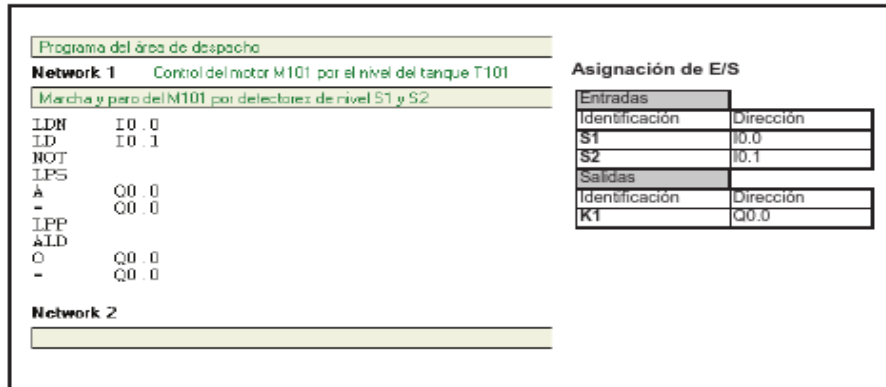 Programa del área de despacho
Network 1 Control del motor M101 por el nivel del tanque T101
Marcha y paro del M101 por detectores de nivel S1 y S2
LDN I0.0
LD I0.1
NOT
LPS
A Q0.0
= Q0.0
LPP
ALD
O Q0.0
= Q0.0
Network 2
Asignación de E/S
Entradas
Identificación Dirección
S1 I0.0
S2 I0.1
Salidas
Identificación Dirección
K1 Q0.0